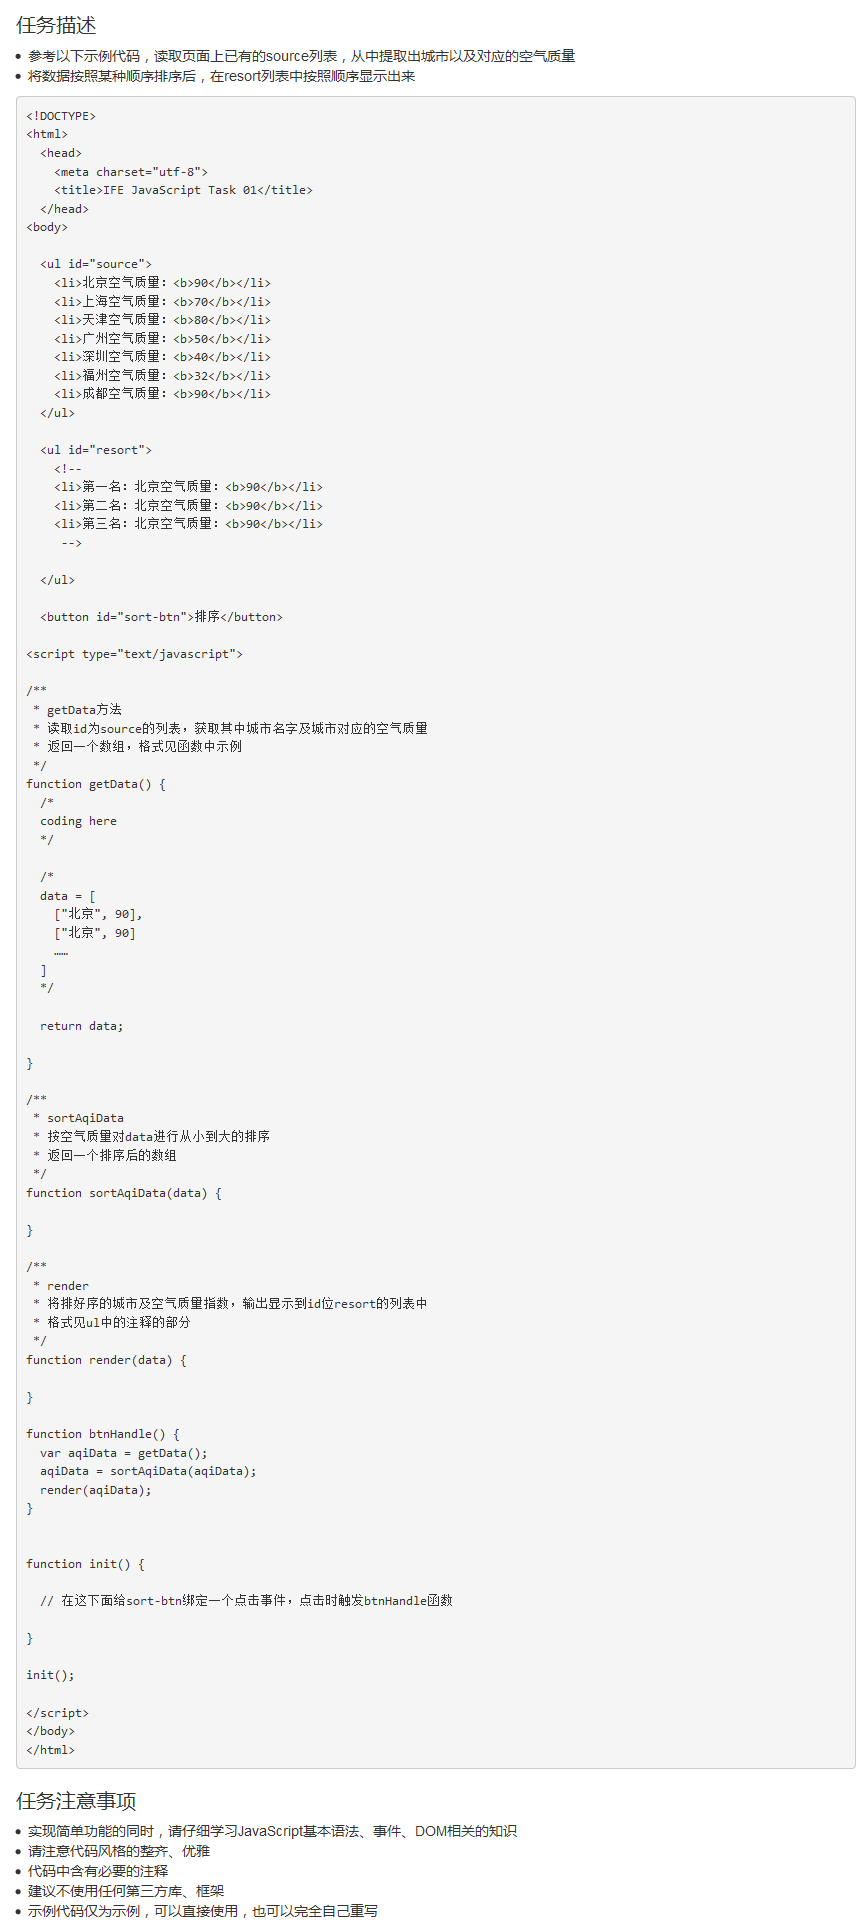 任务描述
参考以下示例代码，读取页面上已有的source列表，从中提取出城市以及对应的空气质量
将数据按照某种顺序排序后，在resort列表中按照顺序显示出来
<!DOCTYPE>
<html>
  <head>
    <meta charset="utf-8">
    <title>IFE JavaScript Task 01</title>
  </head>
<body>

  <ul id="source">
    <li>北京空气质量：<b>90</b></li>
    <li>上海空气质量：<b>70</b></li>
    <li>天津空气质量：<b>80</b></li>
    <li>广州空气质量：<b>50</b></li>
    <li>深圳空气质量：<b>40</b></li>
    <li>福州空气质量：<b>32</b></li>
    <li>成都空气质量：<b>90</b></li>
  </ul>

  <ul id="resort">
    <!--
    <li>第一名：北京空气质量：<b>90</b></li>
    <li>第二名：北京空气质量：<b>90</b></li>
    <li>第三名：北京空气质量：<b>90</b></li>
     -->

  </ul>

  <button id="sort-btn">排序</button>

<script type="text/javascript">

/**
 * getData方法
 * 读取id为source的列表，获取其中城市名字及城市对应的空气质量
 * 返回一个数组，格式见函数中示例
 */
function getData() {
  /*
  coding here
  */

  /*
  data = [
    ["北京", 90],
    ["北京", 90]
    ……
  ]
  */

  return data;

}

/**
 * sortAqiData
 * 按空气质量对data进行从小到大的排序
 * 返回一个排序后的数组
 */
function sortAqiData(data) {

}

/**
 * render
 * 将排好序的城市及空气质量指数，输出显示到id位resort的列表中
 * 格式见ul中的注释的部分
 */
function render(data) {

}

function btnHandle() {
  var aqiData = getData();
  aqiData = sortAqiData(aqiData);
  render(aqiData);
}


function init() {

  // 在这下面给sort-btn绑定一个点击事件，点击时触发btnHandle函数

}

init();

</script>
</body>
</html>
任务注意事项
实现简单功能的同时，请仔细学习JavaScript基本语法、事件、DOM相关的知识
请注意代码风格的整齐、优雅
代码中含有必要的注释
建议不使用任何第三方库、框架
示例代码仅为示例，可以直接使用，也可以完全自己重写